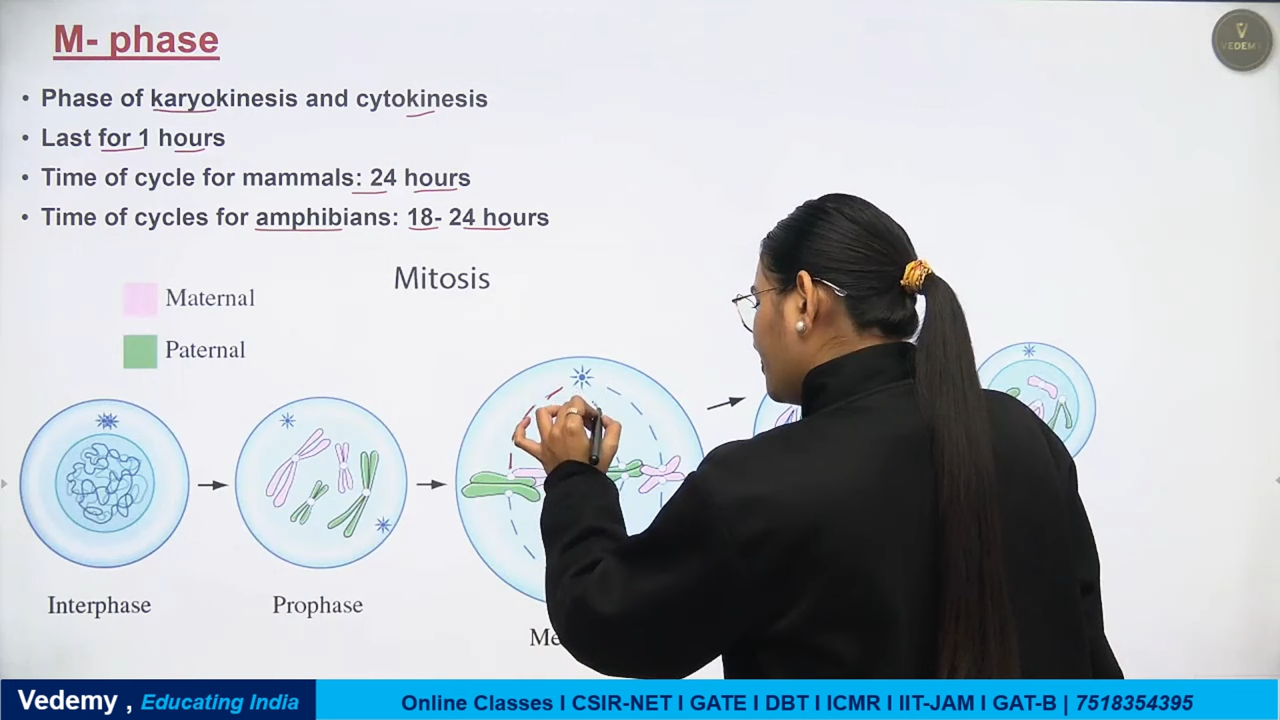 M- phase
VEDEMY
• Phase of karyokinesis and cytokinesis
• Last for 1 hours
• Time of cycle for mammals: 24 hours
• Time of cycles for amphibians: 18- 24 hours
Mitosis
Maternal
Paternal
Interphase
Prophase
Vedemy , Educating India
Online Classes I CSIR-NET I GATE I DBT I ICMR I IIT-JAM I GAT-B | 7518354395